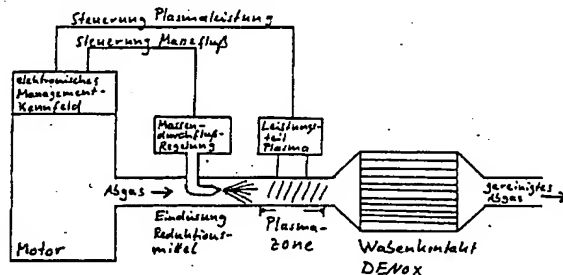 Steuerung Plasmaleistung
Steuerung Maneefluß
elektronisches
Management-
Kennfeld
Massen-
durchfluß-
Regelung
Leistungs-
teil
Plasma
Abgas
gereinigtes
Abgas
Eindüsung
Reduktions-
mittel
Plasma-
zone
Motor
Wabenkontakt
DENOX